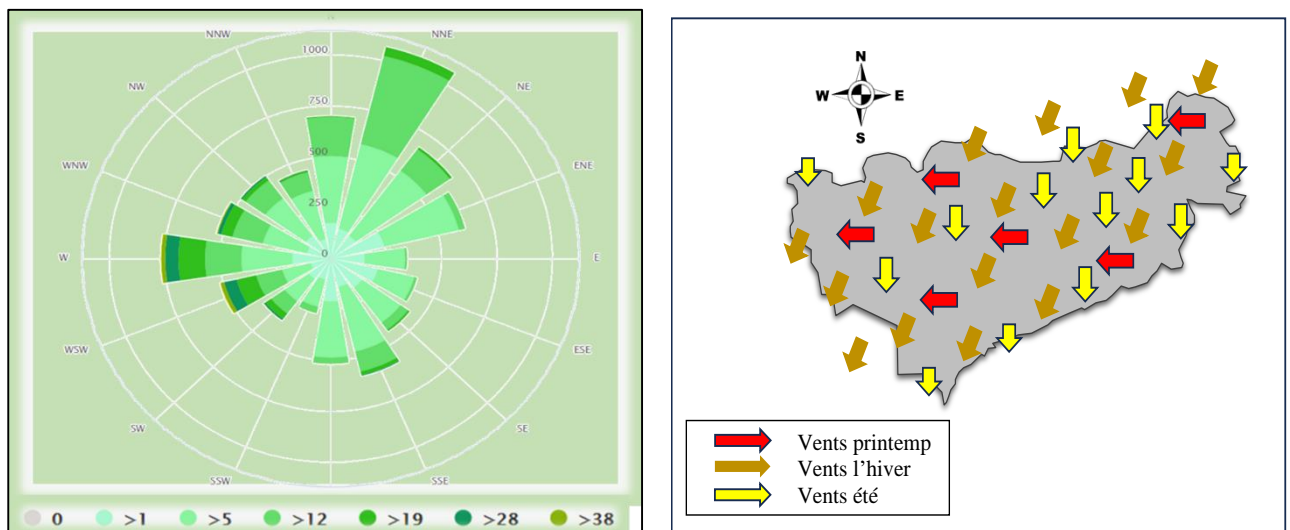 N
NNW
NNE
1000
NW
NE
750
500
WNW
ENE
250
0
W
E
WSW
ESE
SW
SE
SSW
SSE
0 >1 >5 >12 >19 >28 >38
N
W E
S
Vents printemp
Vents l'hiver
Vents été